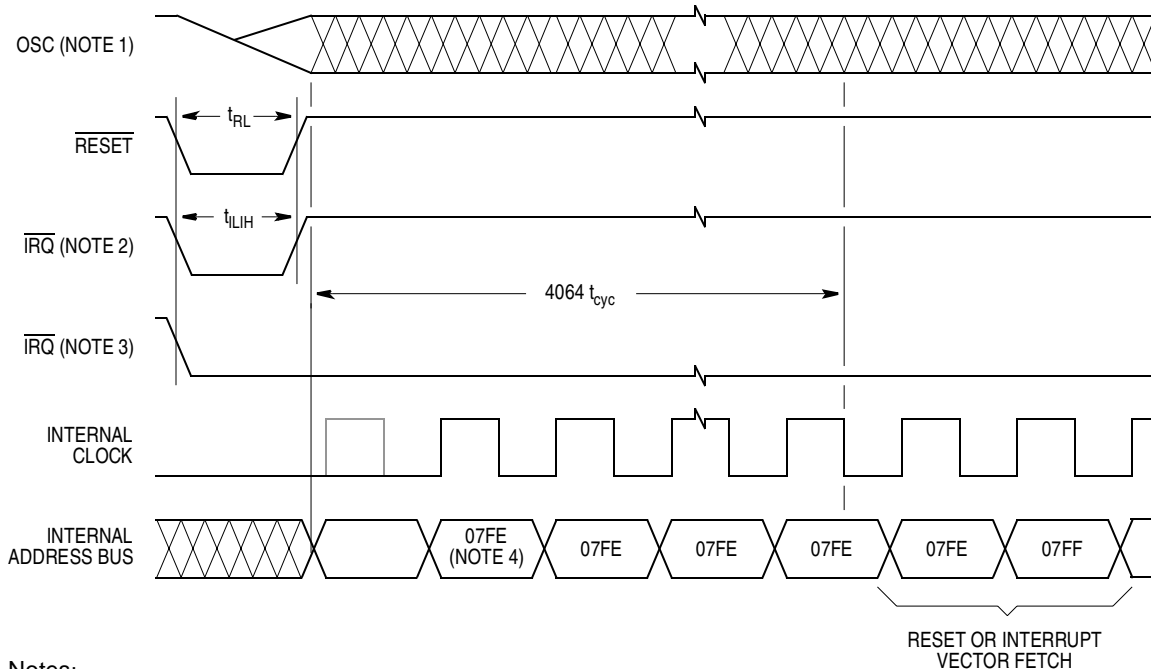 OSC (NOTE 1)
t_RL
RESET
t_ILIH
IRQ (NOTE 2)
4064 t_cyc
IRQ (NOTE 3)
INTERNAL
CLOCK
INTERNAL
ADDRESS BUS
07FE
(NOTE 4)
07FE
07FE
07FE
07FE
07FF
RESET OR INTERRUPT
VECTOR FETCH
Notes: